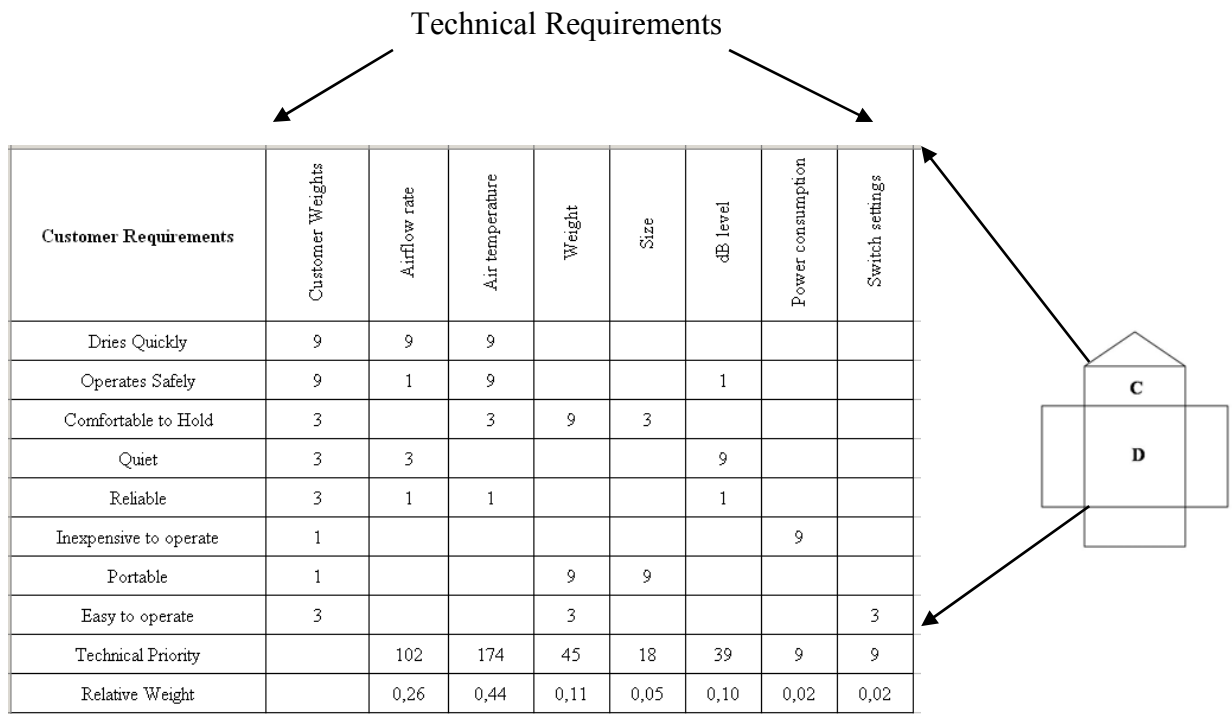 Technical Requirements
Customer Requirements Customer Weights Airflow rate Air temperature Weight Size dB level Power consumption Switch settings
Dries Quickly 9 9 9
Operates Safely 9 1 9 1
Comfortable to Hold 3 3 9 3
Quiet 3 3 9
Reliable 3 1 1 1
Inexpensive to operate 1 9
Portable 1 9 9
Easy to operate 3 3 3
Technical Priority 102 174 45 18 39 9 9
Relative Weight 0,26 0,44 0,11 0,05 0,10 0,02 0,02
C
D